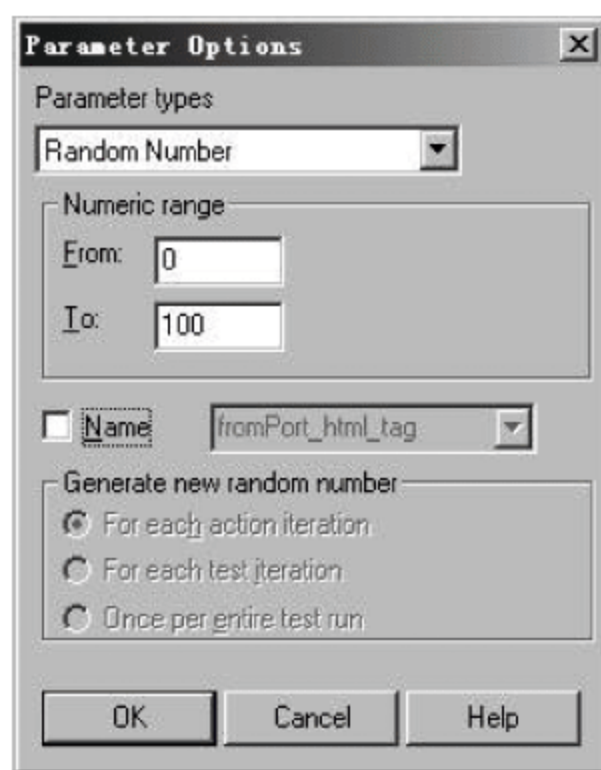 Parameter Options
Parameter types
Random Number
Numeric range
From: 0
To: 100
Name fromPort_html_tag
Generate new random number
For each action iteration
For each test iteration
Once per entire test run
OK Cancel Help